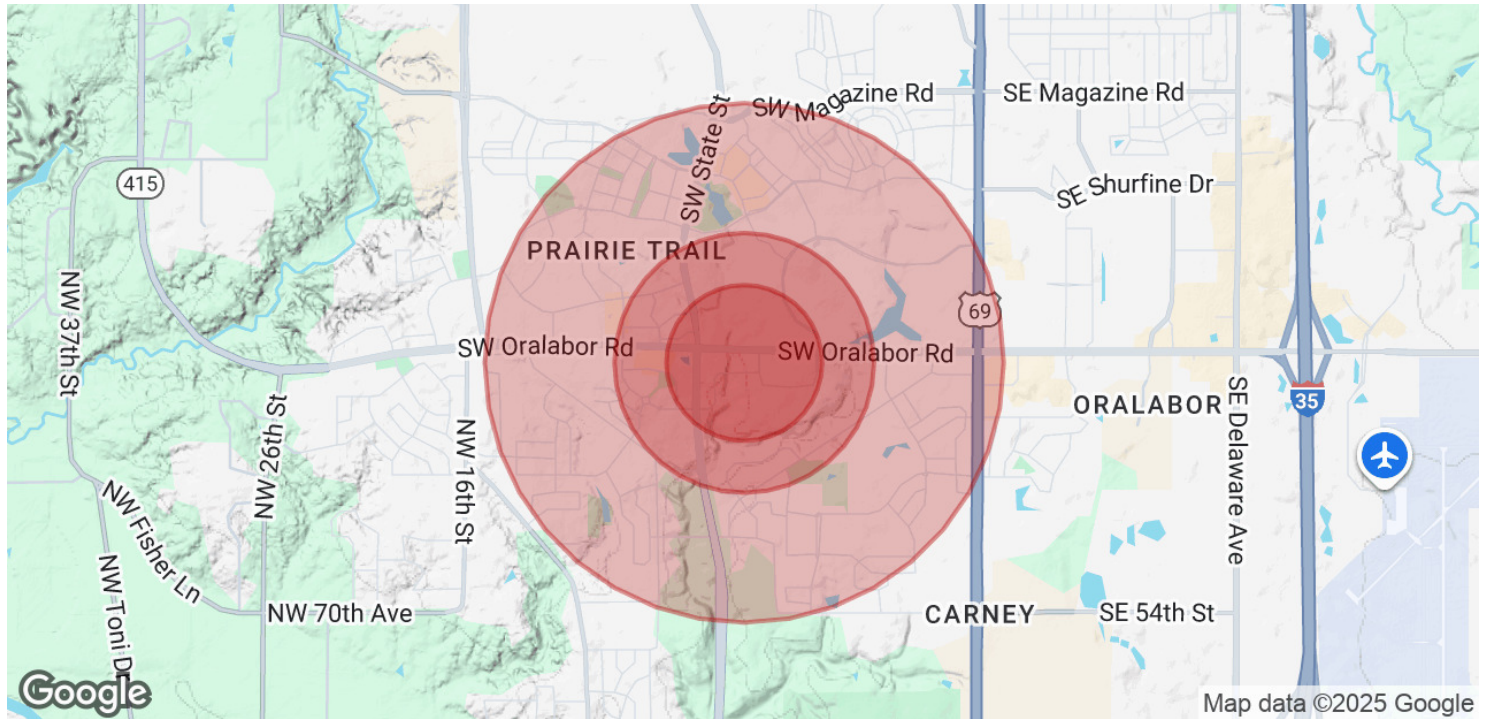 SW Magazine Rd
SE Magazine Rd
SW State St
415
SE Shurfine Dr
PRAIRIE TRAIL
NW 37th St
69
SW Oralabor Rd
SW Oralabor Rd
35
ORALABOR
NW 26th St
NW 16th St
SE Delaware Ave
NW Fisher Ln
NW Toni Dr
NW 70th Ave
CARNEY
SE 54th St
Google
Map data ©2025 Google